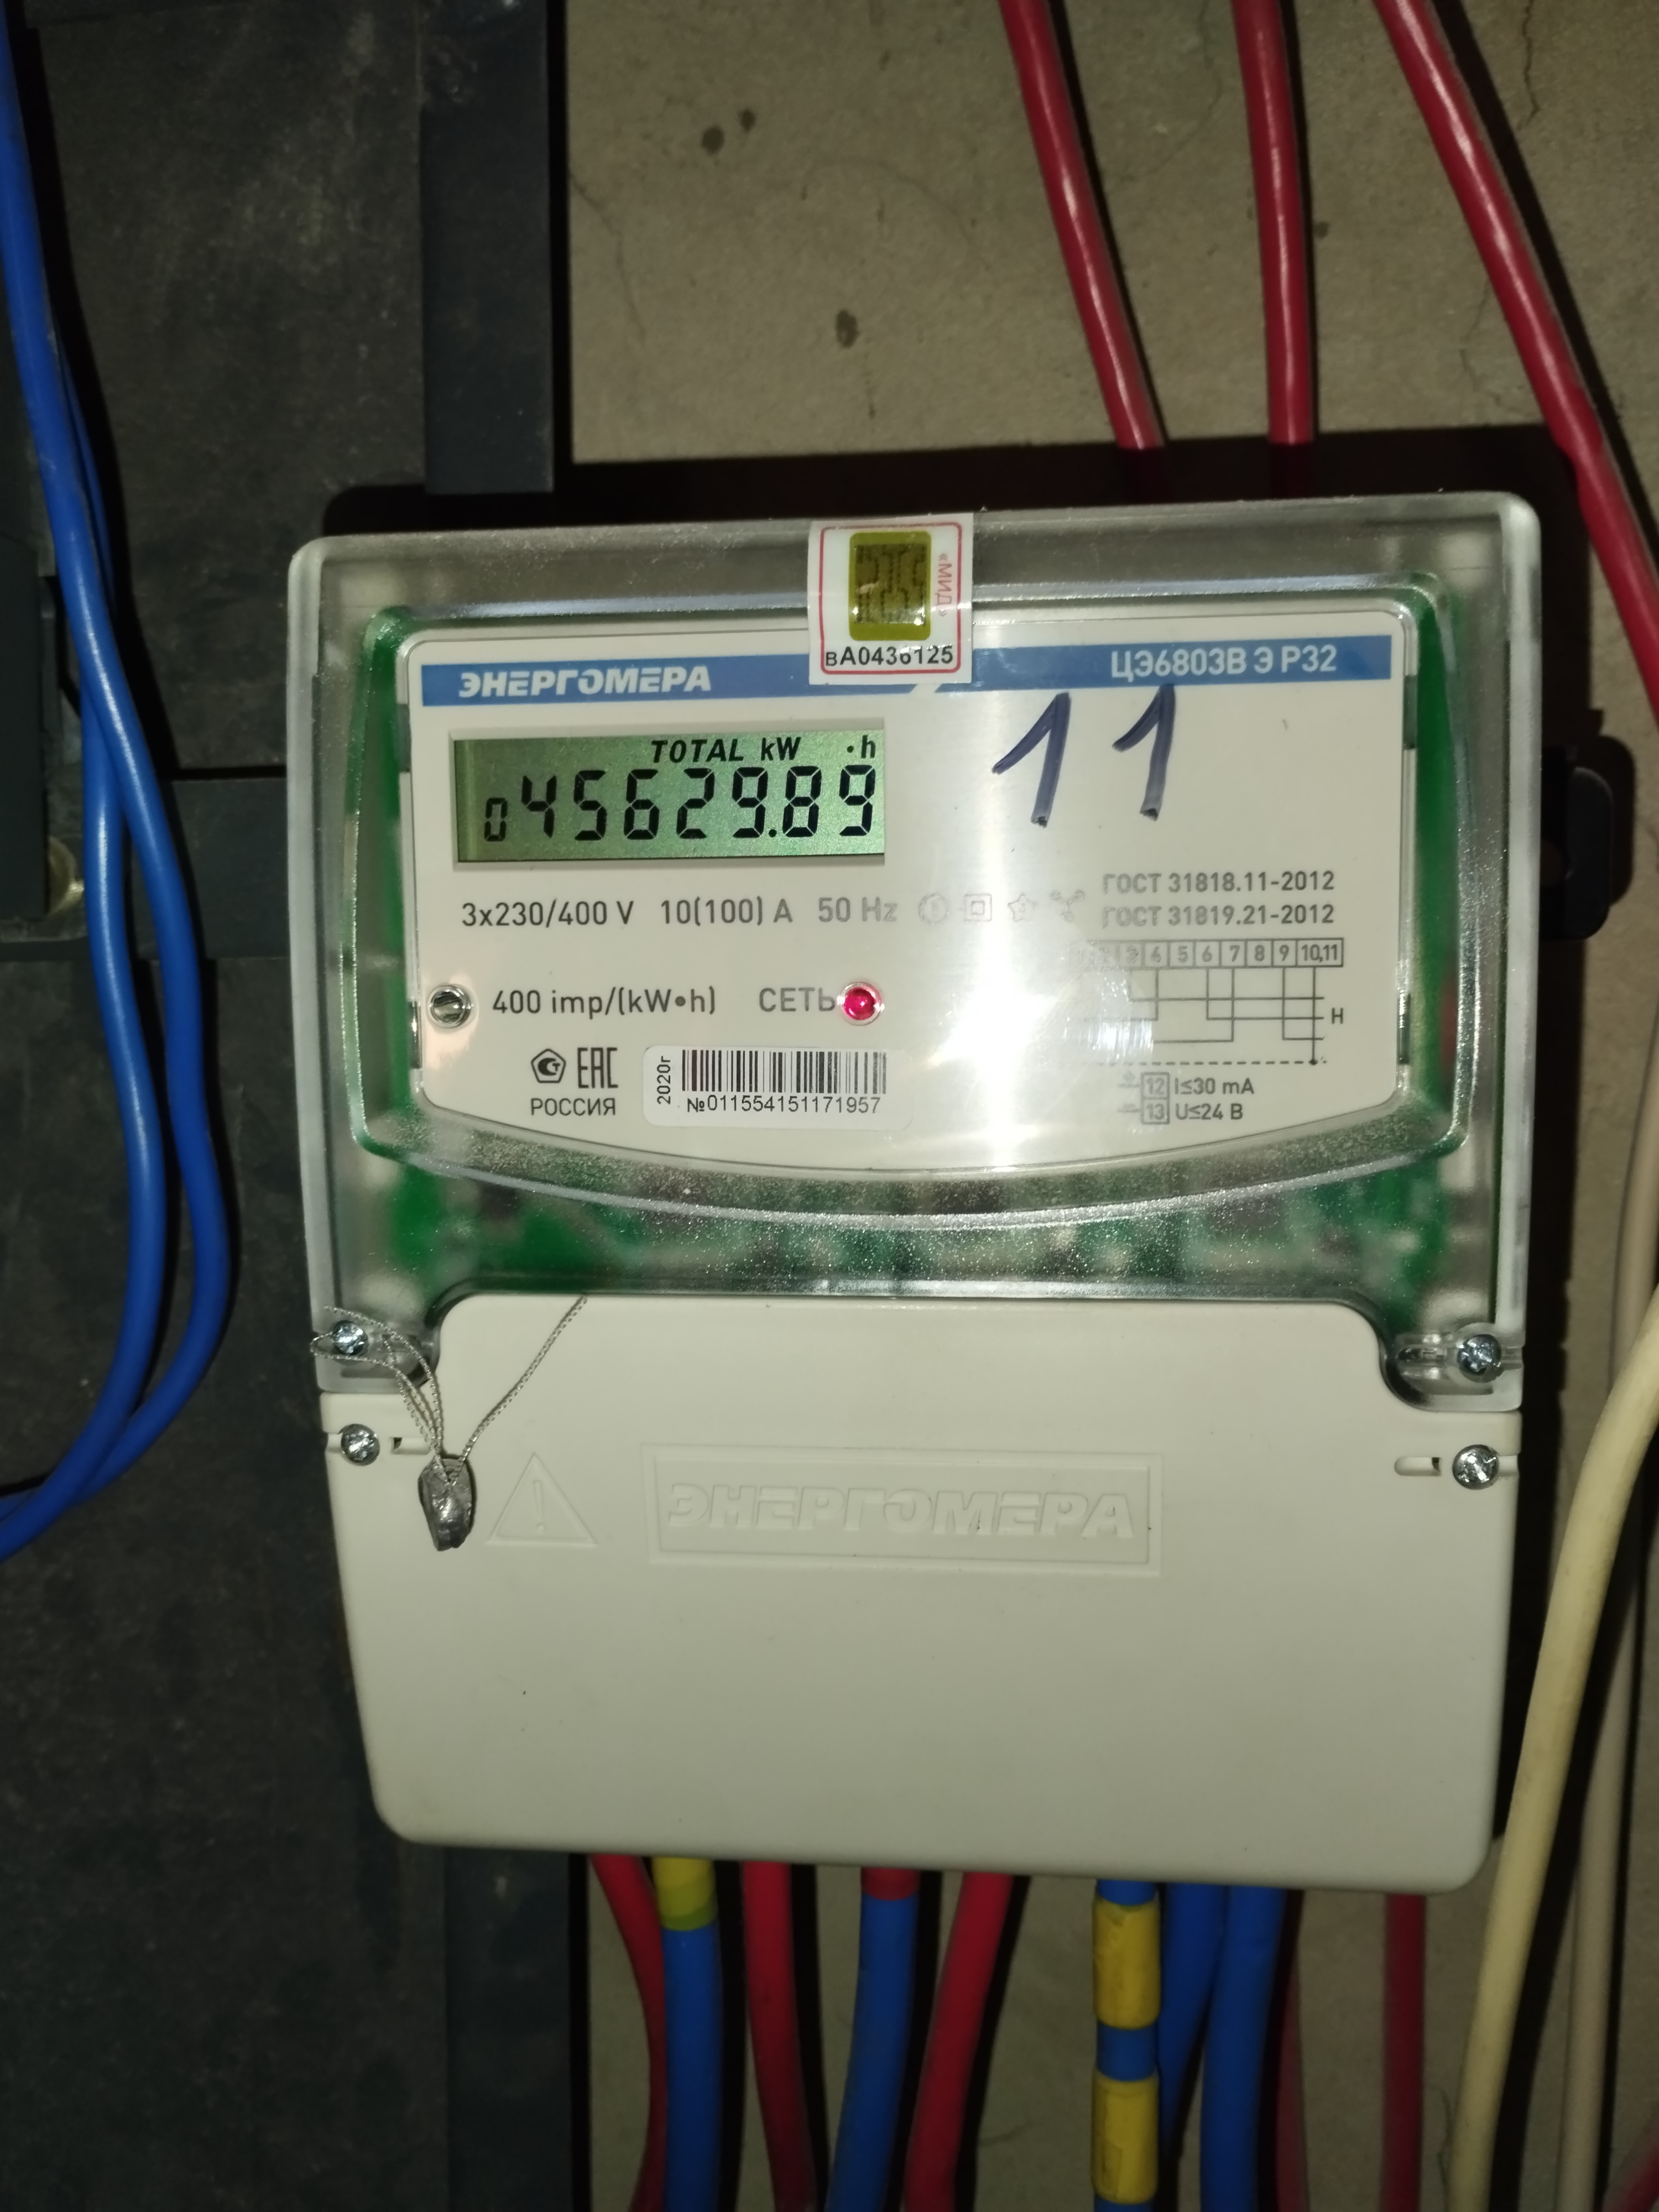 «МИД»
вА0436125
ЭНЕРГОМЕРА
ЦЭ6803В Э Р32
11
TOTAL kW·h
045629.89
3x230/400 V 10(100) A 50 Hz
ГОСТ 31818.11-2012
ГОСТ 31819.21-2012
4 5 6 7 8 9 10,11
400 imp/(kW•h) СЕТЬ
Н
ЕАС
РОССИЯ
2020г
№011554151171957
12 I≤30 mA
13 U≤24 В
ЭНЕРГОМЕРА